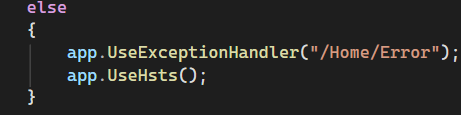 else
{
    app.UseExceptionHandler("/Home/Error");
    app.UseHsts();
}